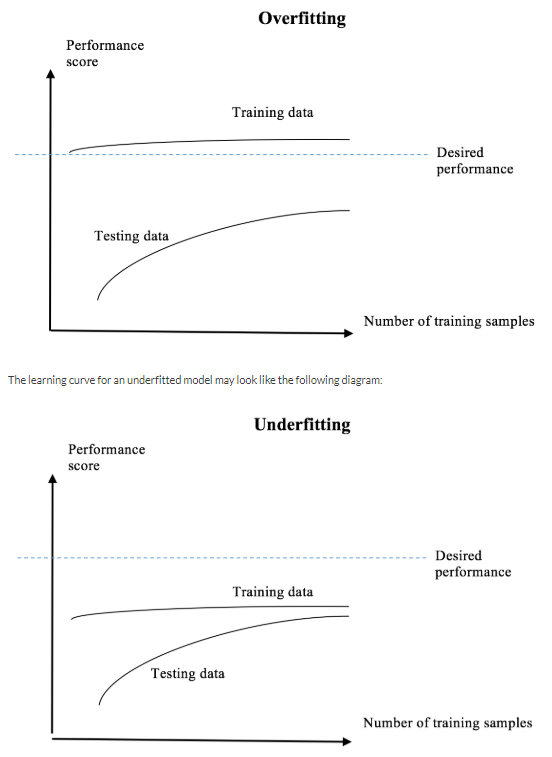 Overfitting
Performance
score
Training data
Desired
performance
Testing data
Number of training samples
The learning curve for an underfitted model may look like the following diagram:
Underfitting
Performance
score
Desired
performance
Training data
Testing data
Number of training samples